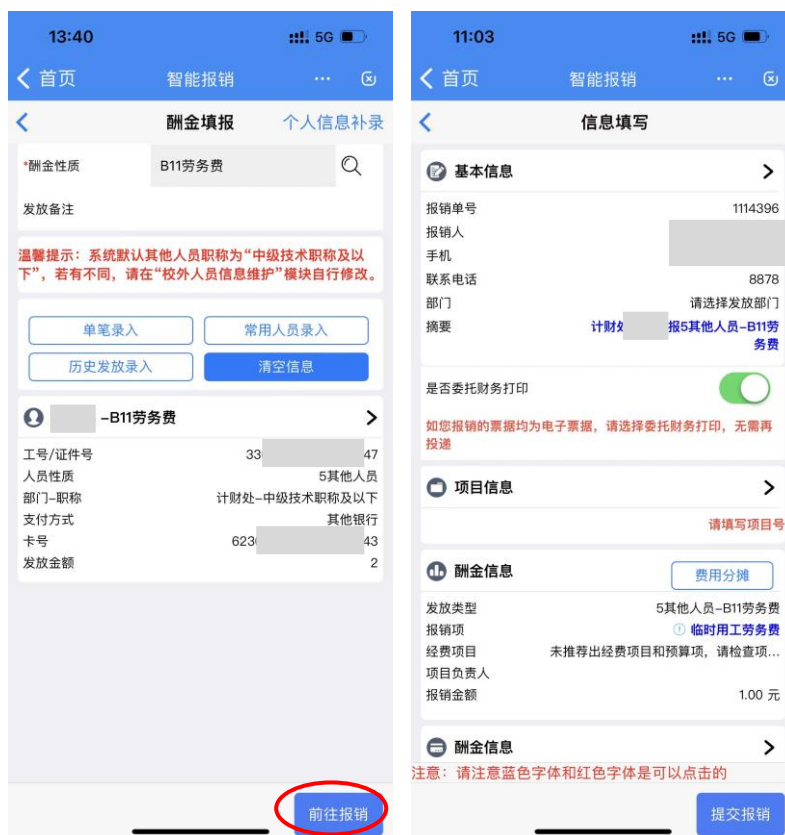 13:40
5G
首页
智能报销
酬金填报
个人信息补录
*酬金性质
B11劳务费
发放备注
温馨提示：系统默认其他人员职称为“中级技术职称及以
下”，若有不同，请在“校外人员信息维护”模块自行修改。
单笔录入
常用人员录入
历史发放录入
清空信息
–B11劳务费
工号/证件号
33
47
人员性质
5其他人员
部门–职称
计财处–中级技术职称及以下
支付方式
其他银行
卡号
623
43
发放金额
2
前往报销
11:03
5G
首页
智能报销
信息填写
基本信息
报销单号
1114396
报销人
手机
联系电话
8878
部门
请选择发放部门
摘要
计财
报5其他人员–B11劳
务费
是否委托财务打印
如您报销的票据均为电子票据，请选择委托财务打印，无需再
投递
项目信息
请填写项目号
酬金信息
费用分摊
发放类型
5其他人员–B11劳务费
报销项
临时用工劳务费
经费项目
未推荐出经费项目和预算项，请检查项...
项目负责人
报销金额
1.00 元
酬金信息
注意：请注意蓝色字体和红色字体是可以点击的
提交报销